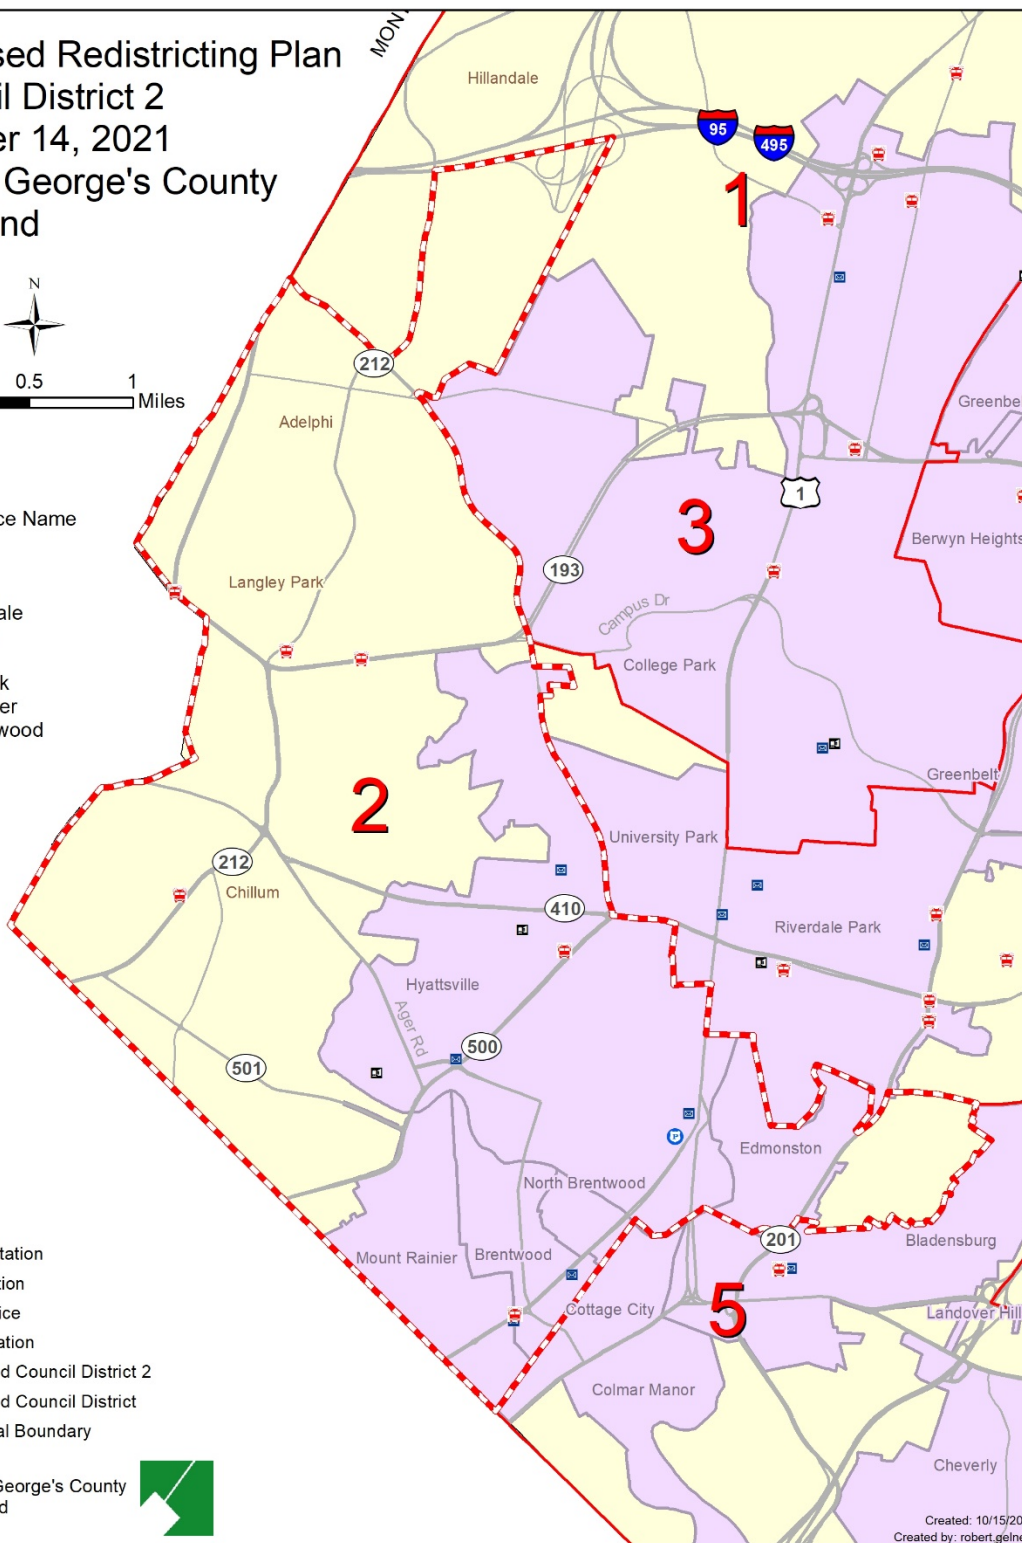 sed Redistricting Plan
il District 2
er 14, 2021
George's County
nd
N
0.5 1 Miles
ce Name
ale
k
er
wood
tation
tion
ice
ation
d Council District 2
d Council District
al Boundary
George's County
d
MON
Hillandale
95
495
1
212
Adelphi
Greenbe
3
1
Berwyn Heights
193
Langley Park
Campus Dr
College Park
2
Greenbelt
University Park
212
Chillum
410
Riverdale Park
Hyattsville
Ager Rd
500
501
Edmonston
North Brentwood
201
Bladensburg
Mount Rainier
Brentwood
Cottage City
5
Landover Hill
Colmar Manor
Cheverly
Created: 10/15/20
Created by: robert.gelne